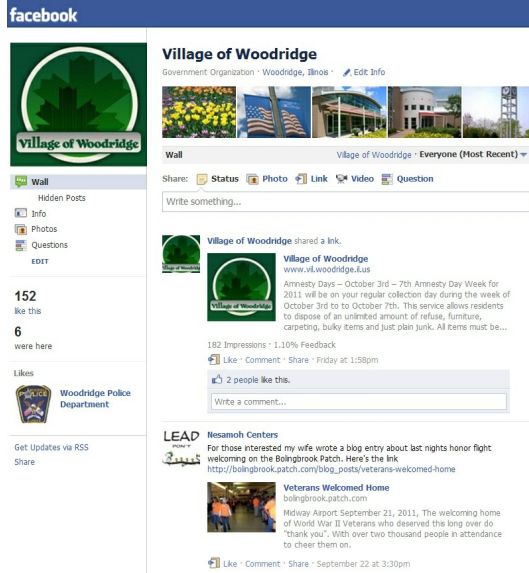 facebook
Village of Woodridge
Village of Woodridge
Government Organization · Woodridge, Illinois · Edit Info
Wall
Hidden Posts
Info
Photos
Questions
EDIT
152
like this
6
were here
Likes
Woodridge Police
Department
Get Updates via RSS
Share
Wall
Village of Woodridge · Everyone (Most Recent)
Share: Status Photo Link Video Question
Write something...
Village of Woodridge shared a link.
Village of Woodridge
Village of Woodridge
Village of Woodridge
www.vil.woodridge.il.us
Amnesty Days – October 3rd – 7th Amnesty Day Week for
2011 will be on your regular collection day during the week of
October 3rd to to October 7th. This service allows residents
to dispose of an unlimited amount of refuse, furniture,
carpeting, bulky items and just plain junk. All items must be...
182 Impressions · 1.10% Feedback
Like · Comment · Share · Friday at 1:58pm
2 people like this.
Write a comment...
LEAD
DON'T
Nesamoh Centers
For those interested my wife wrote a blog entry about last nights honor flight
welcoming on the Bolingbrook Patch. Here's the link
http://bolingbrook.patch.com/blog_posts/veterans-welcomed-home
Veterans Welcomed Home
bolingbrook.patch.com
Midway Airport September 21, 2011, The welcoming home
of World War II Veterans who deserved this long over do
"thank you". With over two thousand people in attendance
to cheer them on.
Like · Comment · Share · September 22 at 3:30pm